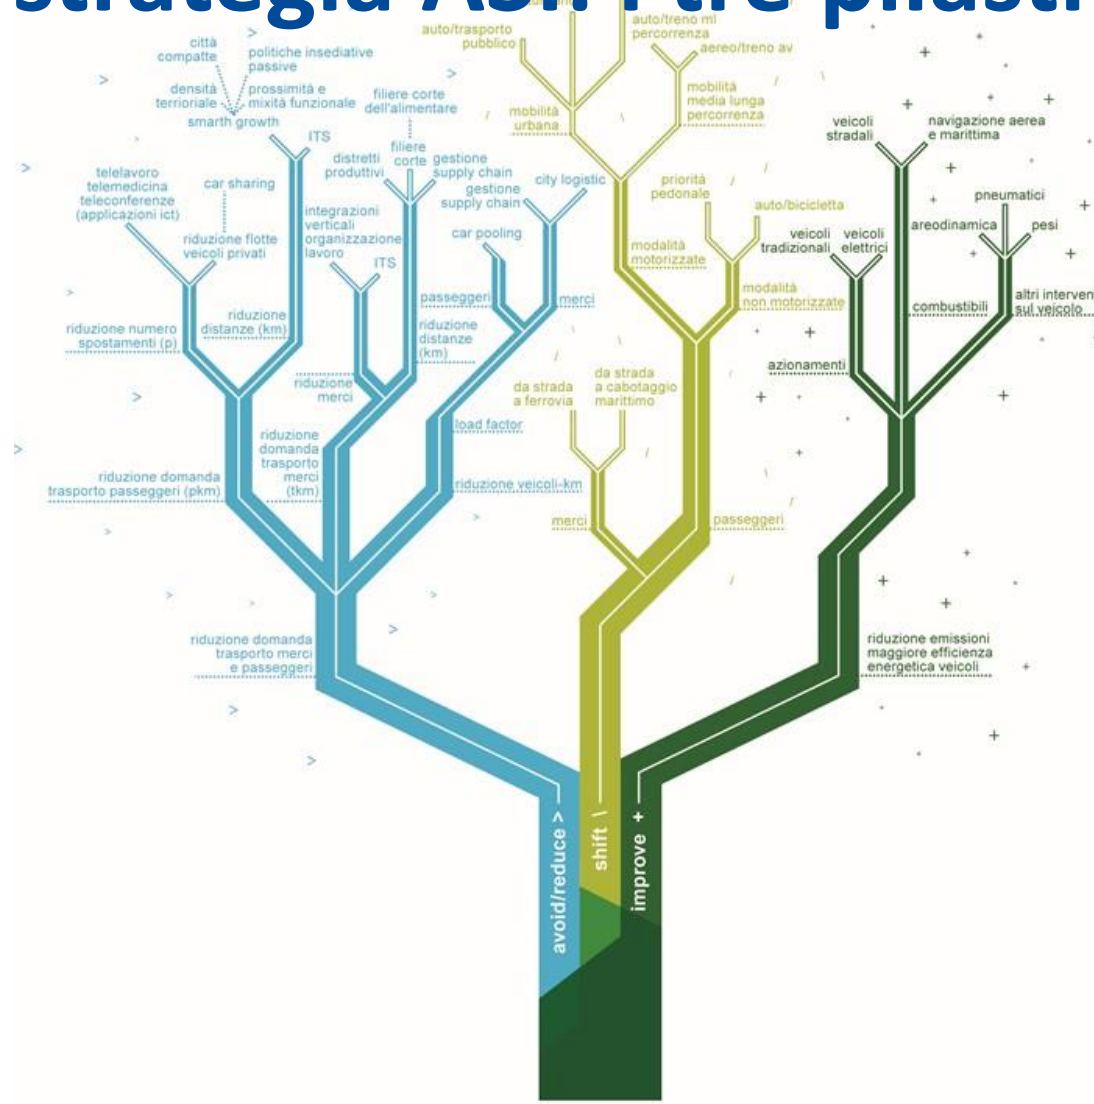 strategia ASI: i tre pilastri
auto/trasporto
pubblico
auto/treno ml
percorrenza
aereo/treno av
città
compatte
politiche insediative
passive
densità
terrioriale
prossimità e
mixità funzionale
smarth growth
filiere corte
dell'alimentare
mobilità
urbana
mobilità
media lunga
percorrenza
veicoli
stradali
navigazione aerea
e marittima
ITS
distretti
produttivi
filiere
corte
gestione
supply chain
telelavoro
telemedicina
teleconferenze
(applicazioni ict)
car sharing
gestione
supply chain
city logistic
priorità
pedonale
auto/bicicletta
pneumatici
areodinamica
pesi
integrazioni
verticali
organizzazione
lavoro
ITS
riduzione flotte
veicoli privati
car pooling
modalità
motorizzate
veicoli
tradizionali
veicoli
elettrici
passeggeri
merci
modalità
non motorizzate
combustibili
altri interven
sul veicolo
riduzione numero
spostamenti (p)
riduzione
distanze (km)
riduzione
distanze
(km)
riduzione
merci
da strada
a ferrovia
da strada
a cabotaggio
marittimo
azionamenti
load factor
riduzione domanda
trasporto passeggeri (pkm)
riduzione
domanda
trasporto
merci
(tkm)
riduzione veicoli-km
merci
passeggeri
riduzione domanda
trasporto merci
e passeggeri
riduzione emissioni
maggiore efficienza
energetica veicoli
avoid/reduce >
shift \
improve +